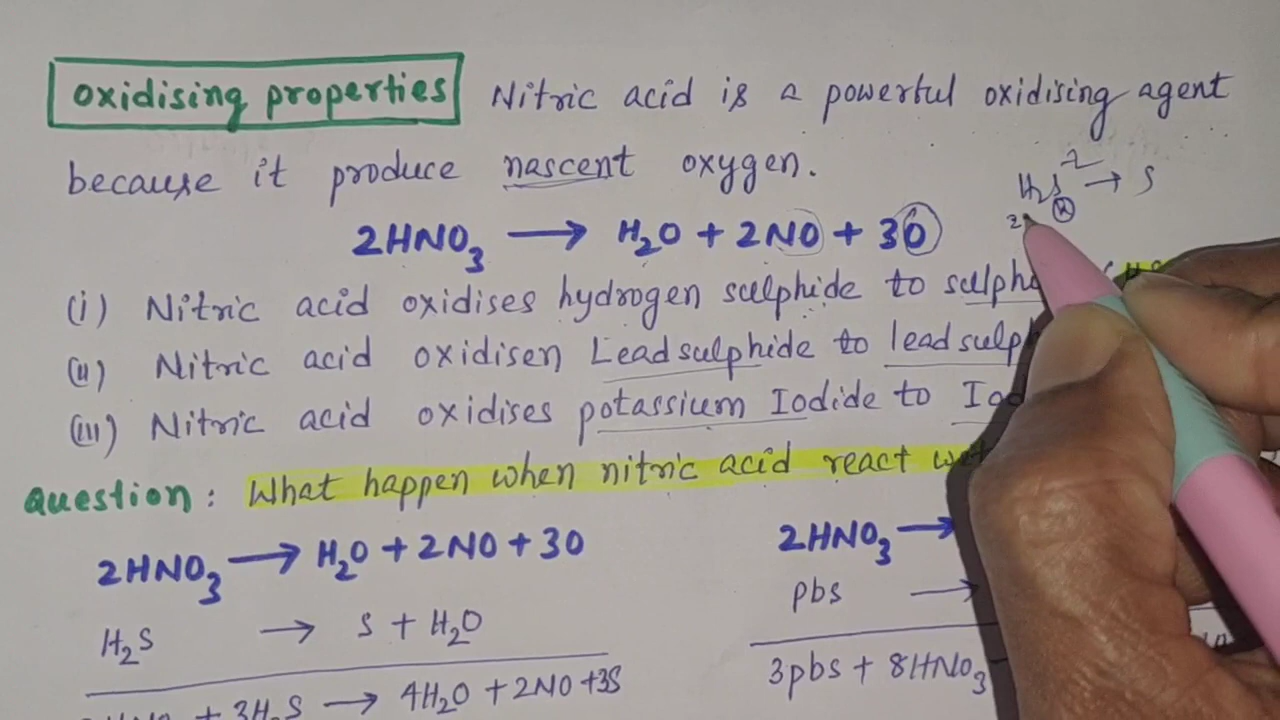 oxidising properties Nitric acid is a powerful oxidising agent
because it produce nascent oxygen.
H₂S → S
2HNO₃ → H₂O + 2NO + 3O
(i) Nitric acid oxidises hydrogen sulphide to
(ii) Nitric acid oxidisen Lead sulphide to lead
(iii) Nitric acid oxidises potassium Iodide to
Question: What happen when nitric acid react
2HNO₃ → H₂O + 2NO + 3O
2HNO₃ →
H₂S → S + H₂O
pbs →
+ 3H₂S → 4H₂O + 2NO + 3S
3pbs + 8HNO₃